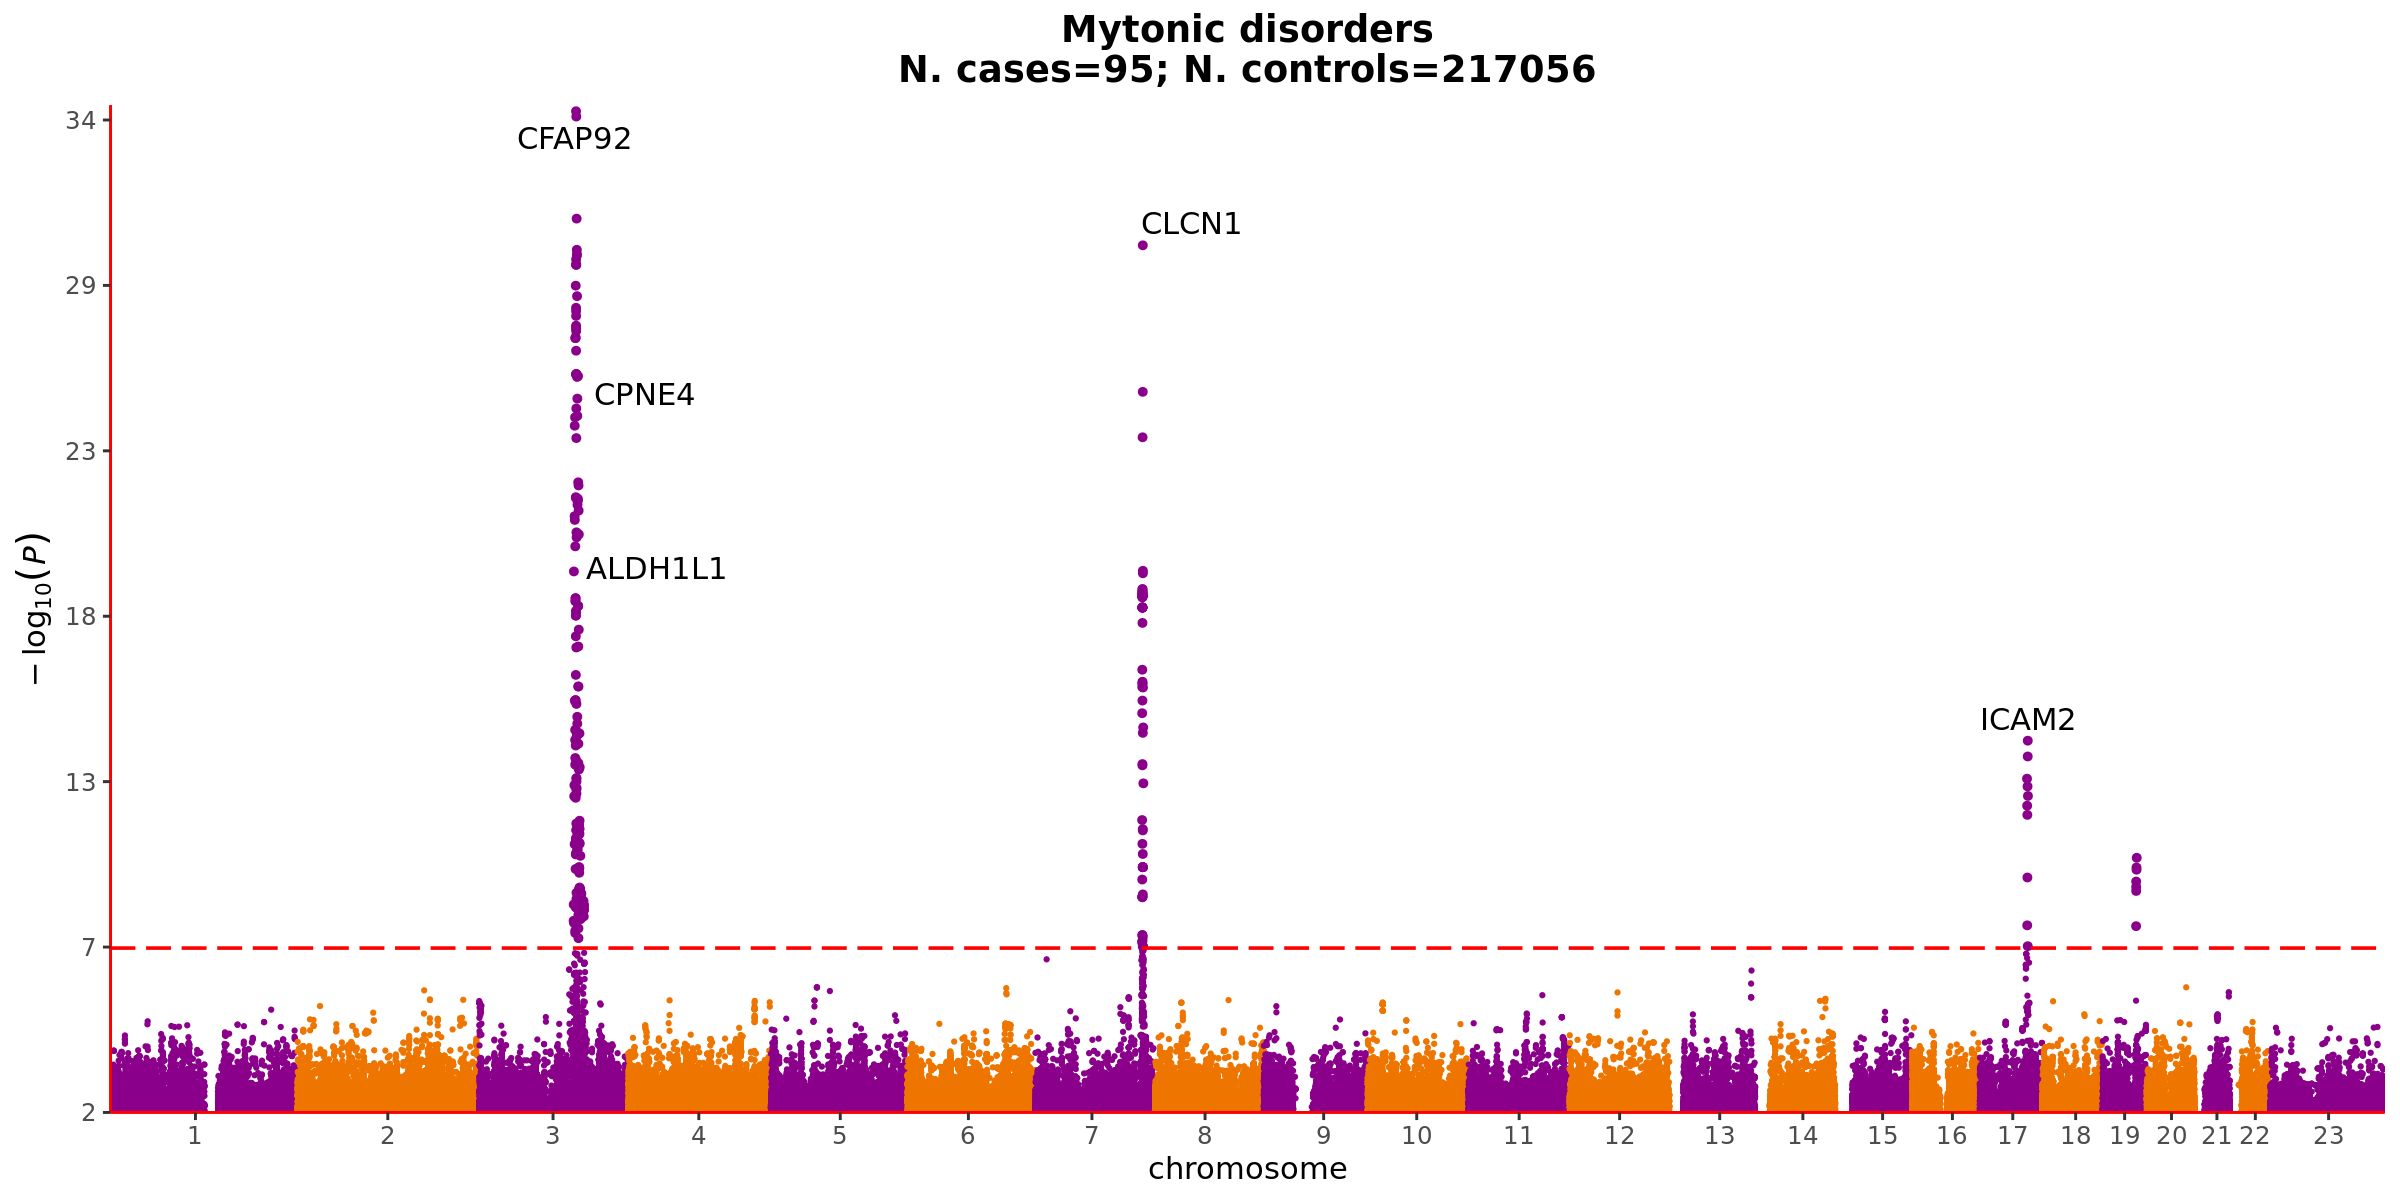 Mytonic disorders
N. cases=95; N. controls=217056
34
CFAP92
CLCN1
29
CPNE4
23
ALDH1L1
18
ICAM2
13
7
2
− log10(P)
1 2 3 4 5 6 7 8 9 10 11 12 13 14 15 16 17 18 19 20 21 22 23
chromosome